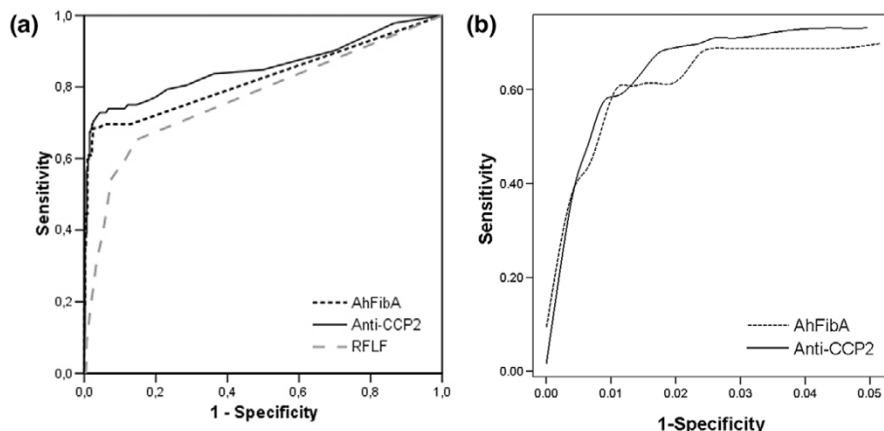 (a)
1,0
0,8
0,6
0,4
0,2
0,0
Sensitivity
AhFibA
Anti-CCP2
RFLF
0,0 0,2 0,4 0,6 0,8 1,0
1 - Specificity
(b)
0.60
0.40
0.20
0.00
Sensitivity
AhFibA
Anti-CCP2
0.00 0.01 0.02 0.03 0.04 0.05
1-Specificity